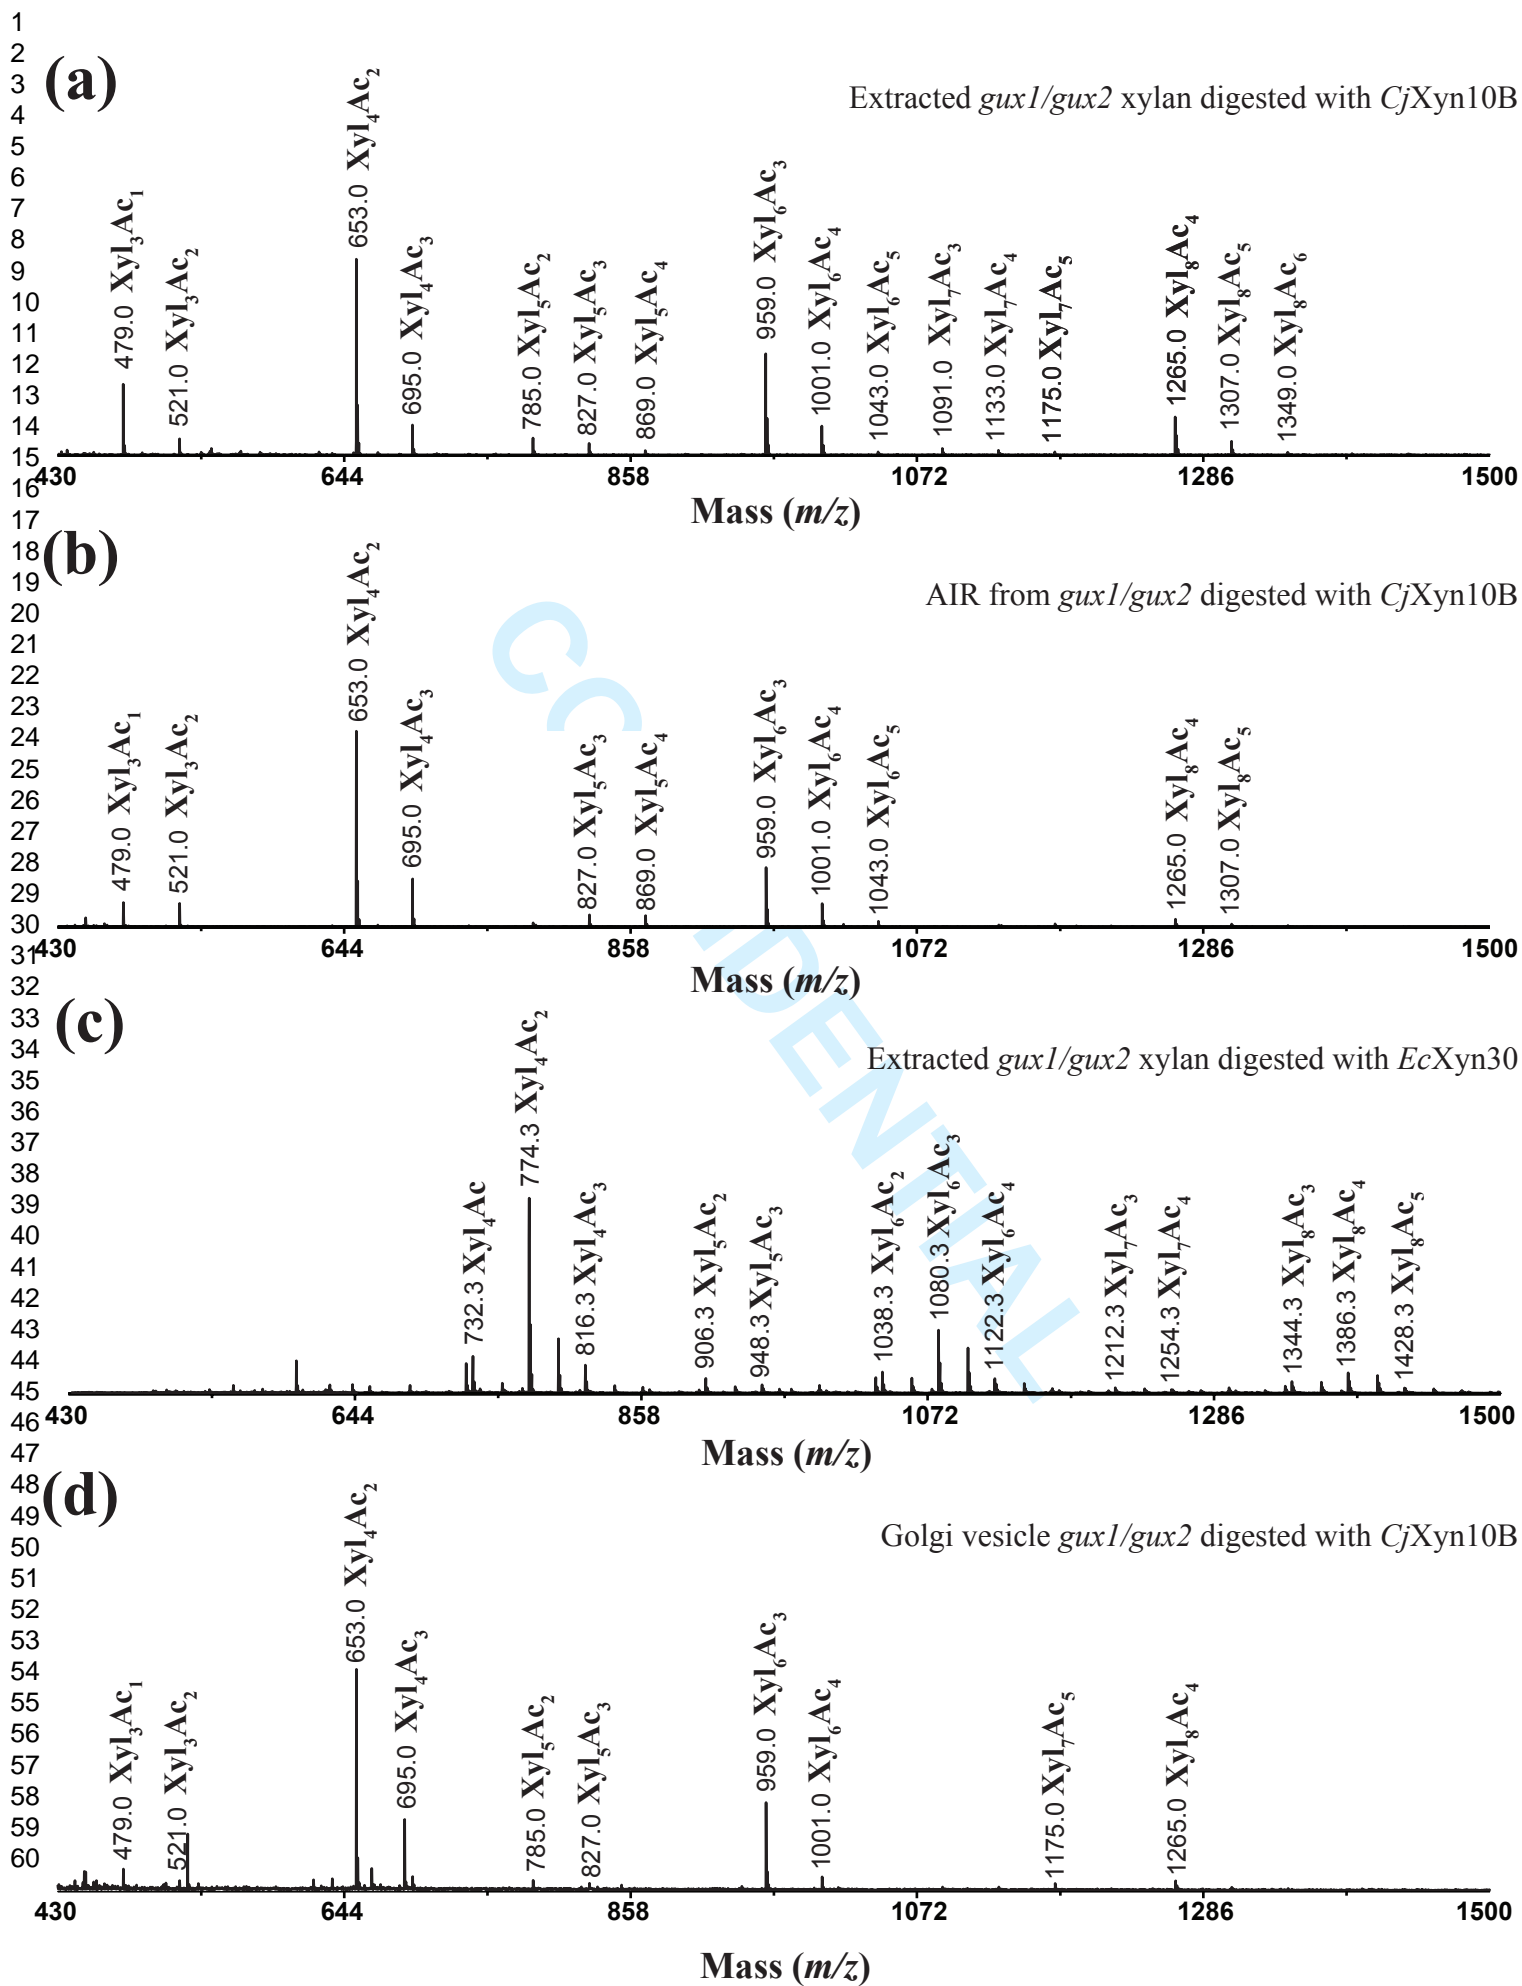 1
2
3
4
5
6
7
8
9
10
11
12
13
14
15
16
17
18
19
20
21
22
23
24
25
26
27
28
29
30
31
32
33
34
35
36
37
38
39
40
41
42
43
44
45
46
47
48
49
50
51
52
53
54
55
56
57
58
59
60
(a)
Extracted gux1/gux2 xylan digested with CjXyn10B
479.0 Xyl₃Ac₁
521.0 Xyl₃Ac₂
653.0 Xyl₄Ac₂
695.0 Xyl₄Ac₃
785.0 Xyl₅Ac₂
827.0 Xyl₅Ac₃
869.0 Xyl₅Ac₄
959.0 Xyl₆Ac₃
1001.0 Xyl₆Ac₄
1043.0 Xyl₆Ac₅
1091.0 Xyl₇Ac₃
1133.0 Xyl₇Ac₄
1175.0 Xyl₇Ac₅
1265.0 Xyl₈Ac₄
1307.0 Xyl₈Ac₅
1349.0 Xyl₈Ac₆
430 644 858 1072 1286 1500
Mass (m/z)
(b)
AIR from gux1/gux2 digested with CjXyn10B
479.0 Xyl₃Ac₁
521.0 Xyl₃Ac₂
653.0 Xyl₄Ac₂
695.0 Xyl₄Ac₃
827.0 Xyl₅Ac₃
869.0 Xyl₅Ac₄
959.0 Xyl₆Ac₃
1001.0 Xyl₆Ac₄
1043.0 Xyl₆Ac₅
1265.0 Xyl₈Ac₄
1307.0 Xyl₈Ac₅
430 644 858 1072 1286 1500
Mass (m/z)
(c)
Extracted gux1/gux2 xylan digested with EcXyn30
732.3 Xyl₄Ac
774.3 Xyl₄Ac₂
816.3 Xyl₄Ac₃
906.3 Xyl₅Ac₂
948.3 Xyl₅Ac₃
1038.3 Xyl₆Ac₂
1080.3 Xyl₆Ac₃
1122.3 Xyl₆Ac₄
1212.3 Xyl₇Ac₃
1254.3 Xyl₇Ac₄
1344.3 Xyl₈Ac₃
1386.3 Xyl₈Ac₄
1428.3 Xyl₈Ac₅
430 644 858 1072 1286 1500
Mass (m/z)
(d)
Golgi vesicle gux1/gux2 digested with CjXyn10B
479.0 Xyl₃Ac₁
521.0 Xyl₃Ac₂
653.0 Xyl₄Ac₂
695.0 Xyl₄Ac₃
785.0 Xyl₅Ac₂
827.0 Xyl₅Ac₃
959.0 Xyl₆Ac₃
1001.0 Xyl₆Ac₄
1175.0 Xyl₇Ac₅
1265.0 Xyl₈Ac₄
430 644 858 1072 1286 1500
Mass (m/z)